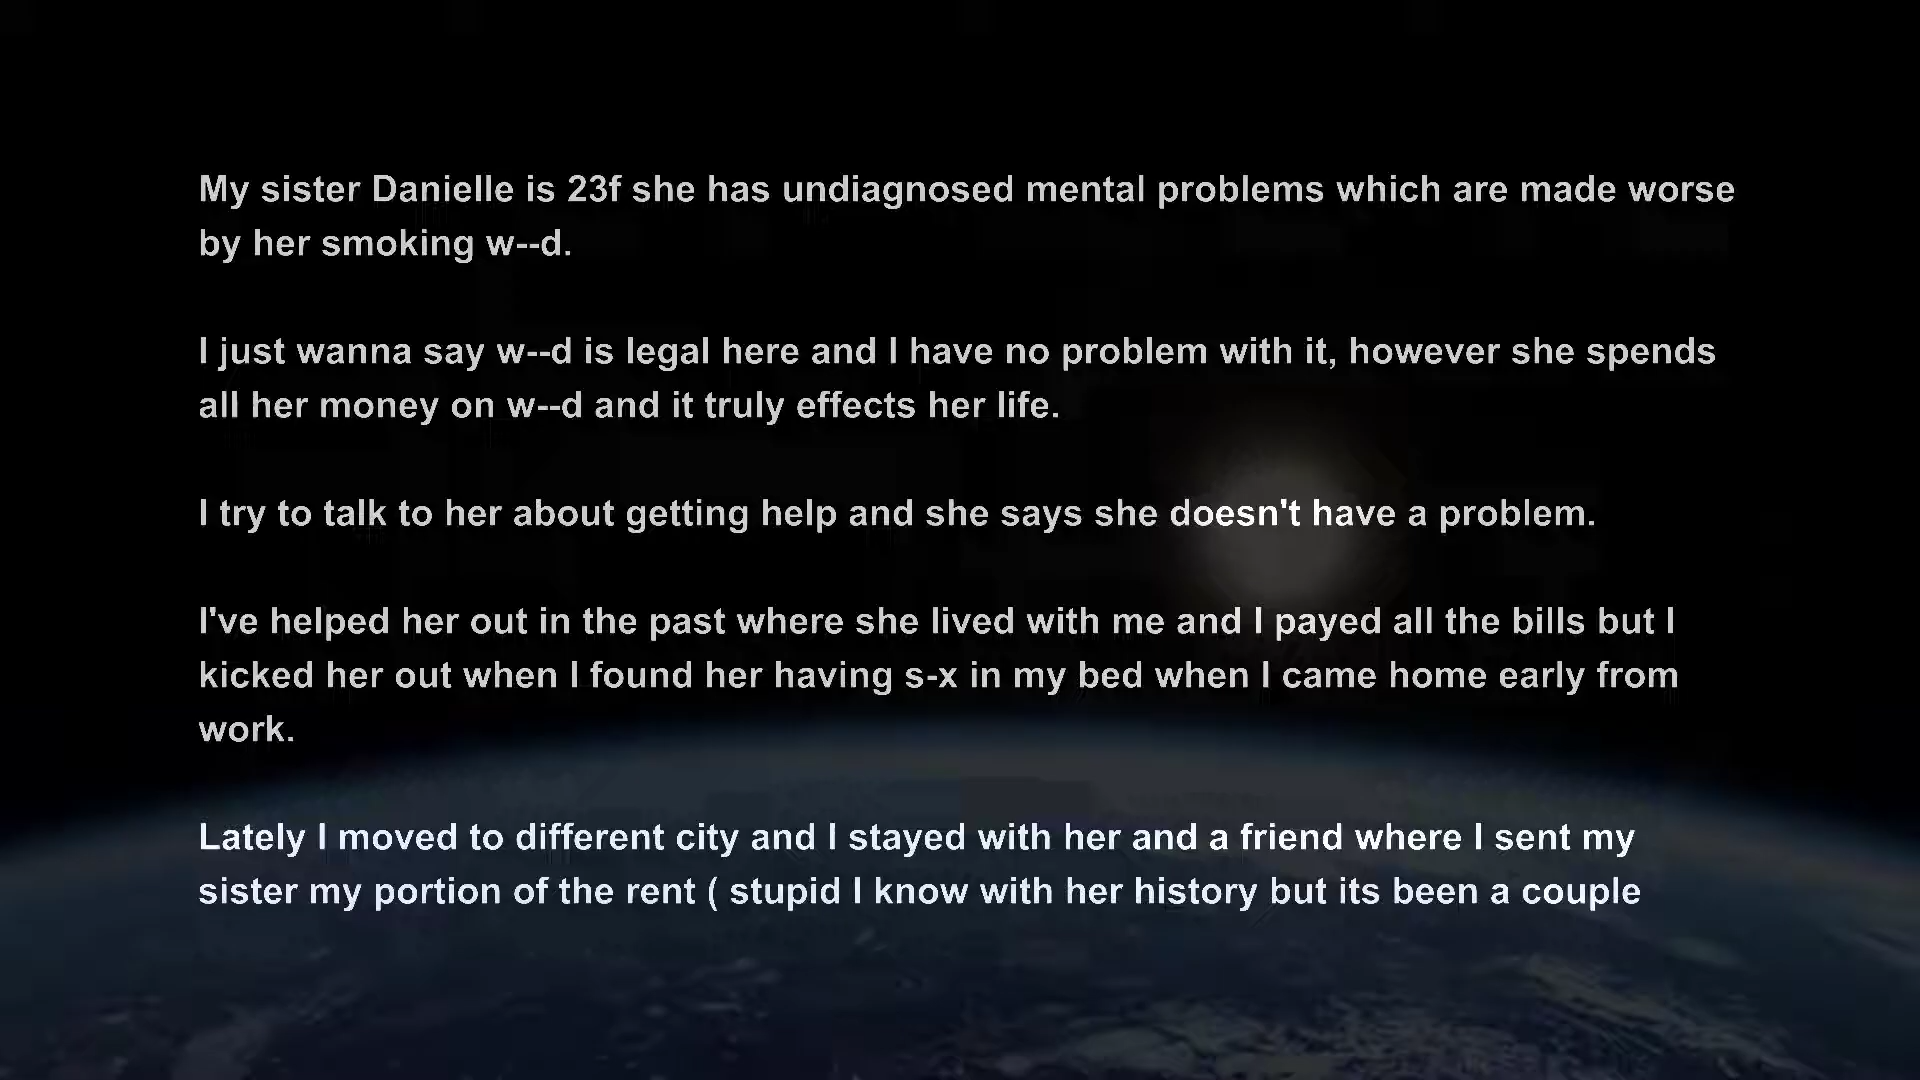 My sister Danielle is 23f she has undiagnosed mental problems which are made worse
by her smoking w--d.
I just wanna say w--d is legal here and I have no problem with it, however she spends
all her money on w--d and it truly effects her life.
I try to talk to her about getting help and she says she doesn't have a problem.
I've helped her out in the past where she lived with me and I payed all the bills but I
kicked her out when I found her having s-x in my bed when I came home early from
work.
Lately I moved to different city and I stayed with her and a friend where I sent my
sister my portion of the rent ( stupid I know with her history but its been a couple